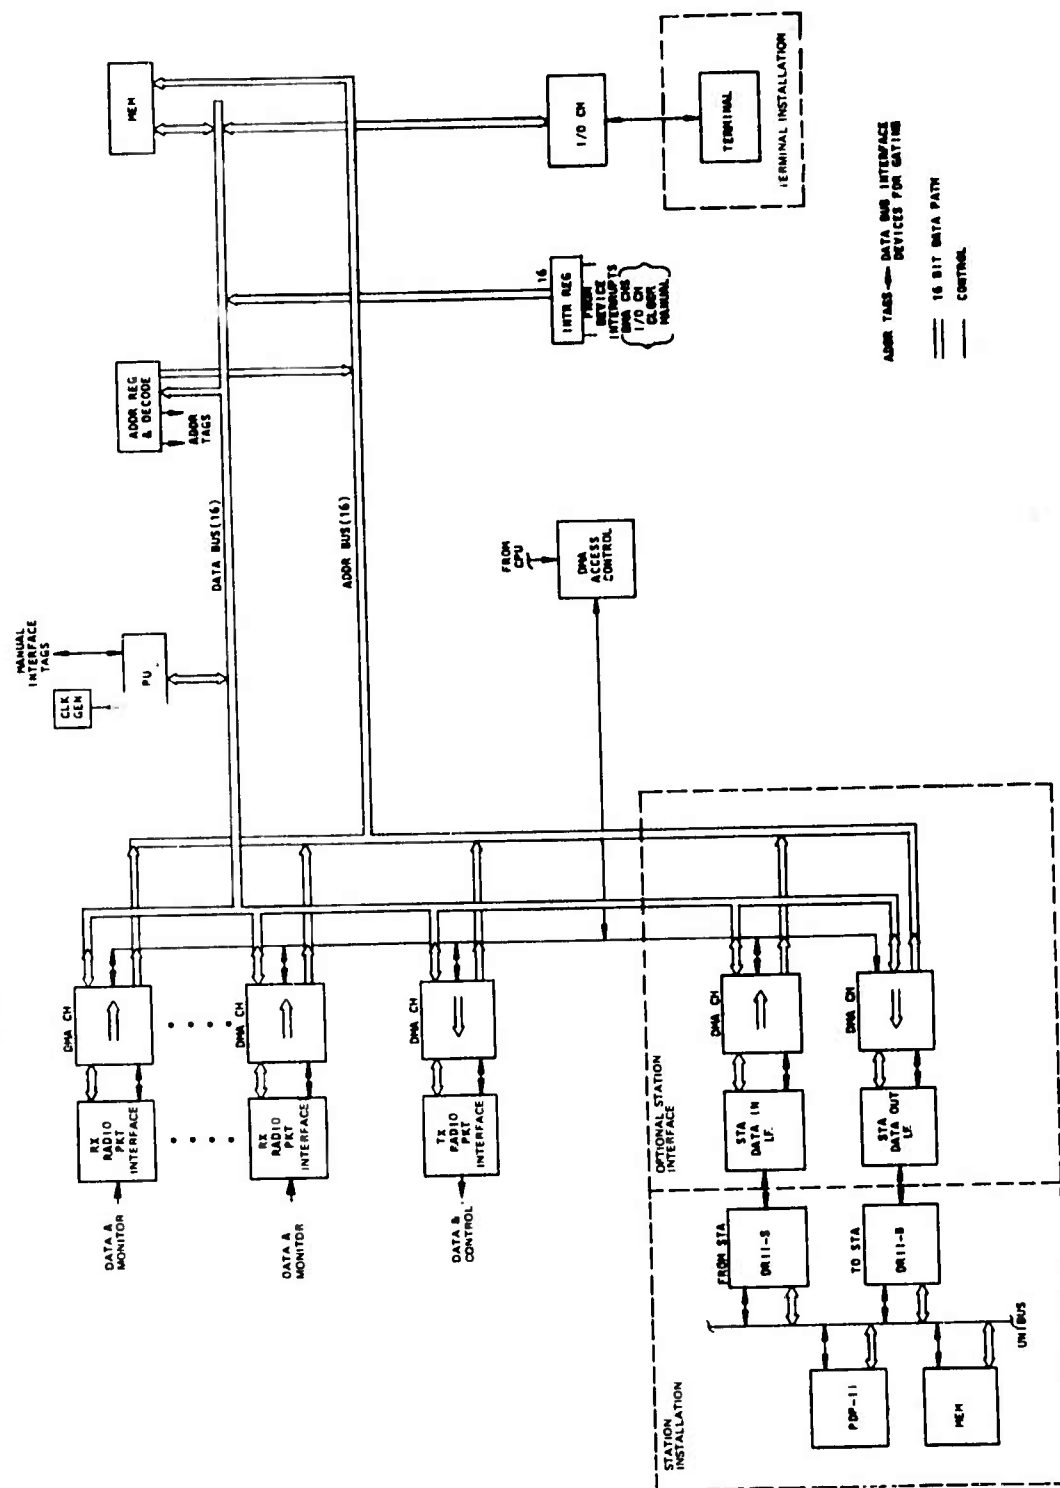 DATA &
MONITOR
RX
RADIO
PKT
INTERFACE
DMA CH
DATA &
MONITOR
RX
RADIO
PKT
INTERFACE
DMA CH
DATA &
CONTROL
TX
RADIO
PKT
INTERFACE
DMA CH
MANUAL
INTERFACE
TAGS
CLK
GEN
PU
DATA BUS(16)
ADDR BUS(16)
ADDR REG
& DECODE
ADDR
TAGS
MEM
FROM
CPU
DMA
ACCESS
CONTROL
INTR REG
16
FROM
DEVICE
INTERRUPTS
DMA CHS
I/O CH
CLOCK
MANUAL
I/O CH
TERMINAL
TERMINAL INSTALLATION
STATION
INSTALLATION
FROM STA
DR11-B
TO STA
DR11-B
PDP-11
MEM
UNIBUS
OPTIONAL STATION
INTERFACE
STA
DATA IN
I.F.
DMA CH
STA
DATA OUT
I.F.
DMA CH
ADDR TAGS
DATA BUS INTERFACE
DEVICES FOR GATING
16 BIT DATA PATH
CONTROL